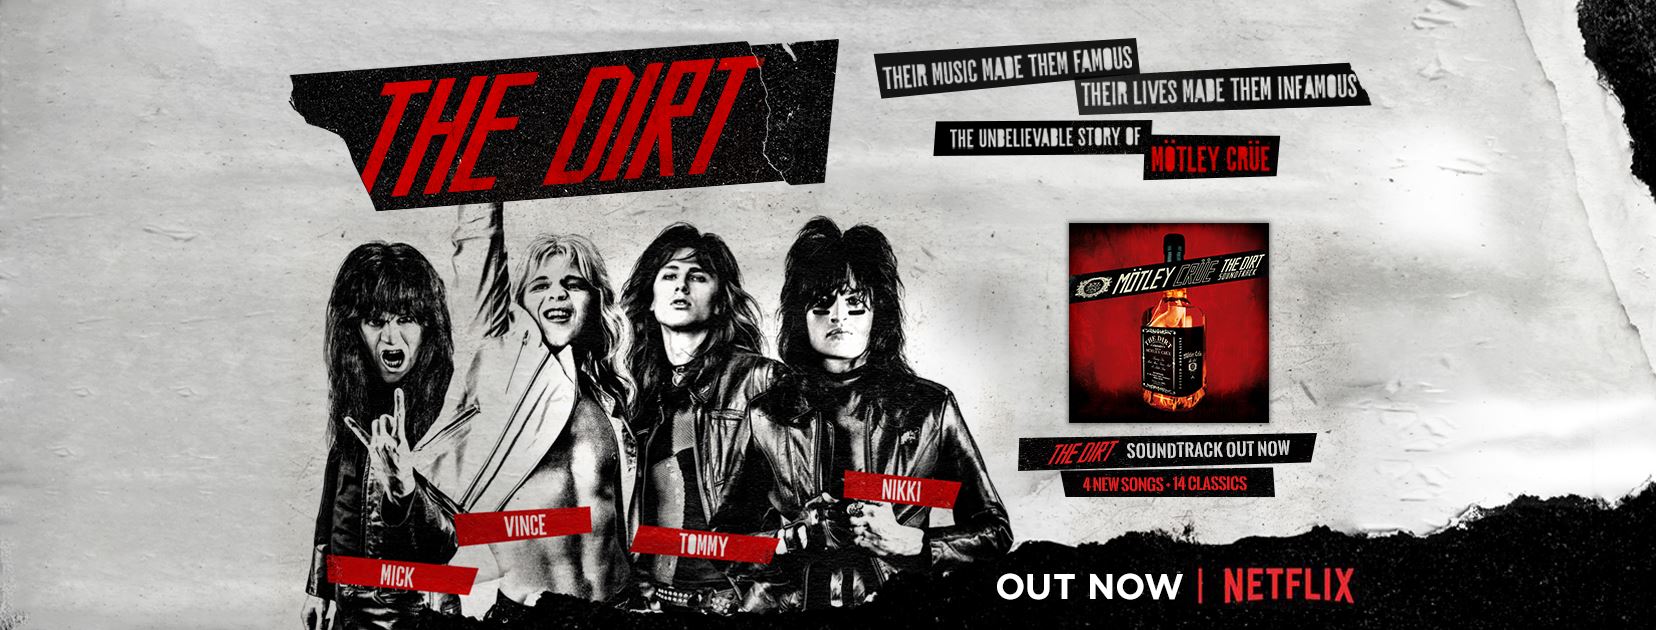 THE DIRT
THEIR MUSIC MADE THEM FAMOUS
THEIR LIVES MADE THEM INFAMOUS
THE UNBELIEVABLE STORY OF
MÖTLEY CRÜE
MÖTLEY CRÜE THE DIRT
SOUNDTRACK
THE DIRT
THE DIRT SOUNDTRACK OUT NOW
4 NEW SONGS • 14 CLASSICS
MICK
VINCE
TOMMY
NIKKI
OUT NOW | NETFLIX